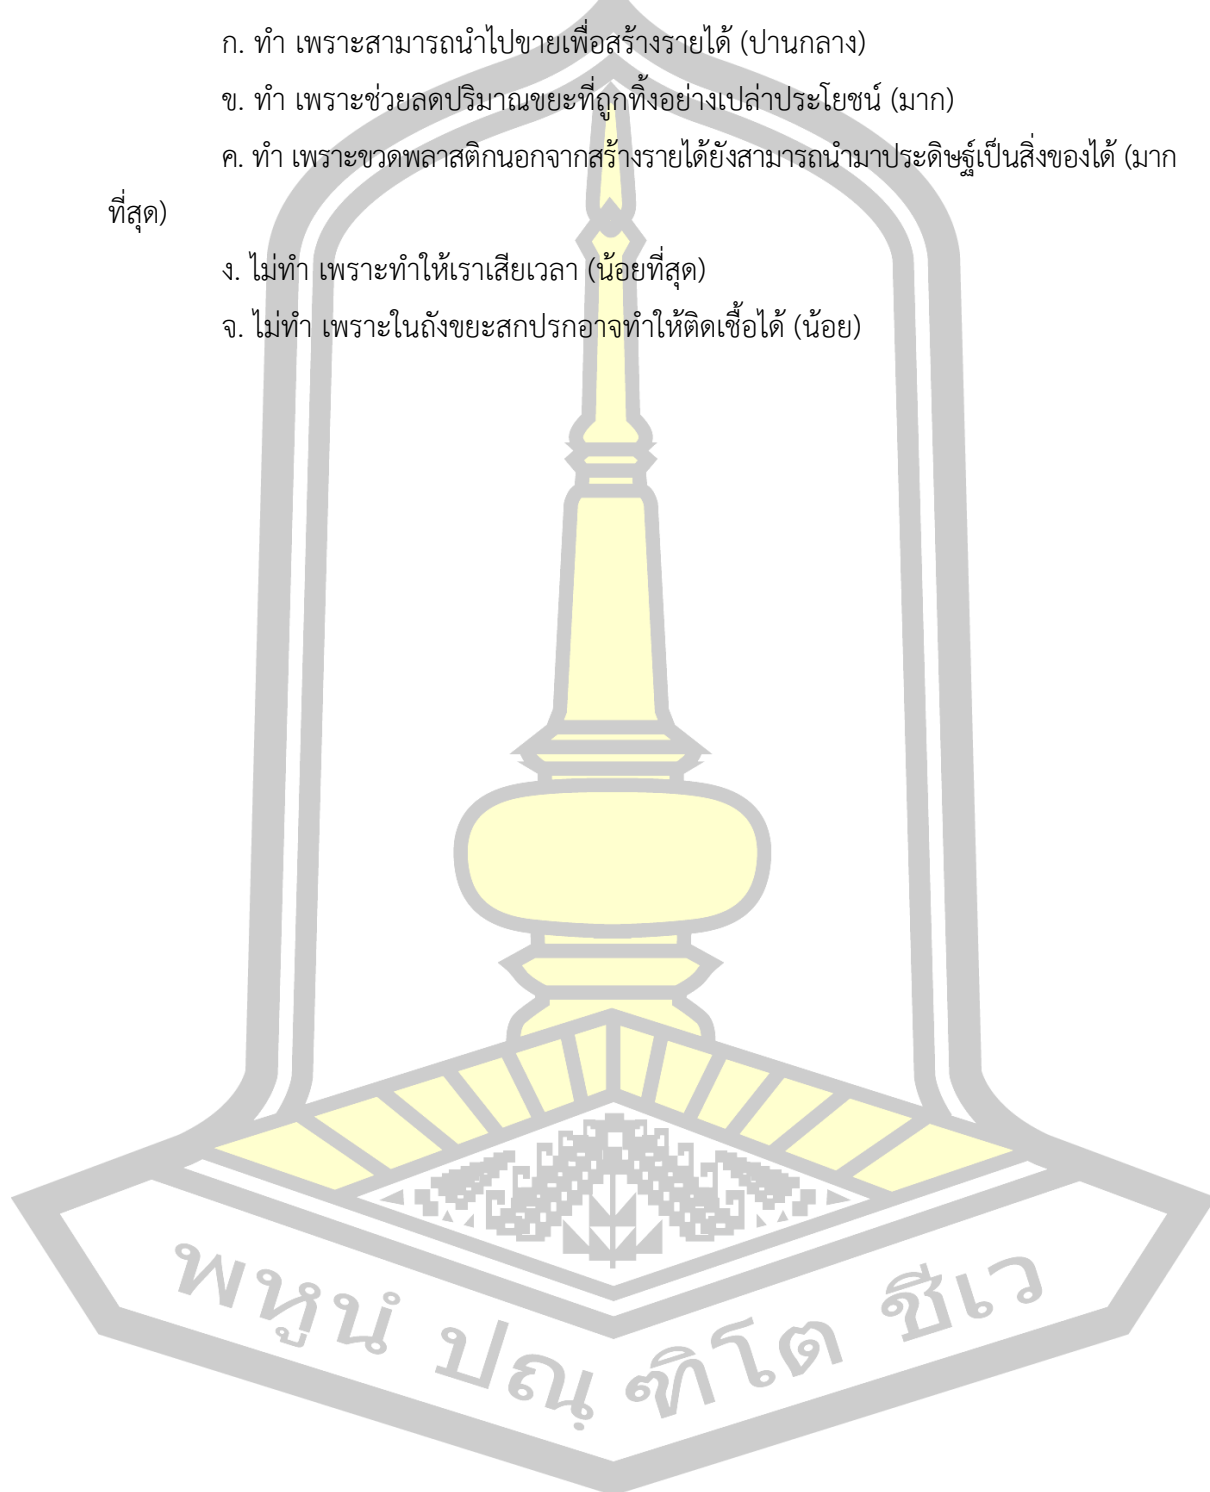 ก. ทำ เพราะสามารถนำไปขายเพื่อสร้างรายได้ (ปานกลาง)
ข. ทำ เพราะช่วยลดปริมาณขยะที่ถูกทิ้งอย่างเปล่าประโยชน์ (มาก)
ค. ทำ เพราะขวดพลาสติกนอกจากสร้างรายได้ยังสามารถนำมาประดิษฐ์เป็นสิ่งของได้ (มาก
ที่สุด)
ง. ไม่ทำ เพราะทำให้เราเสียเวลา (น้อยที่สุด)
จ. ไม่ทำ เพราะในถังขยะสกปรกอาจทำให้ติดเชื้อได้ (น้อย)
พหูนํ ปณฺฑิโต ชีเว